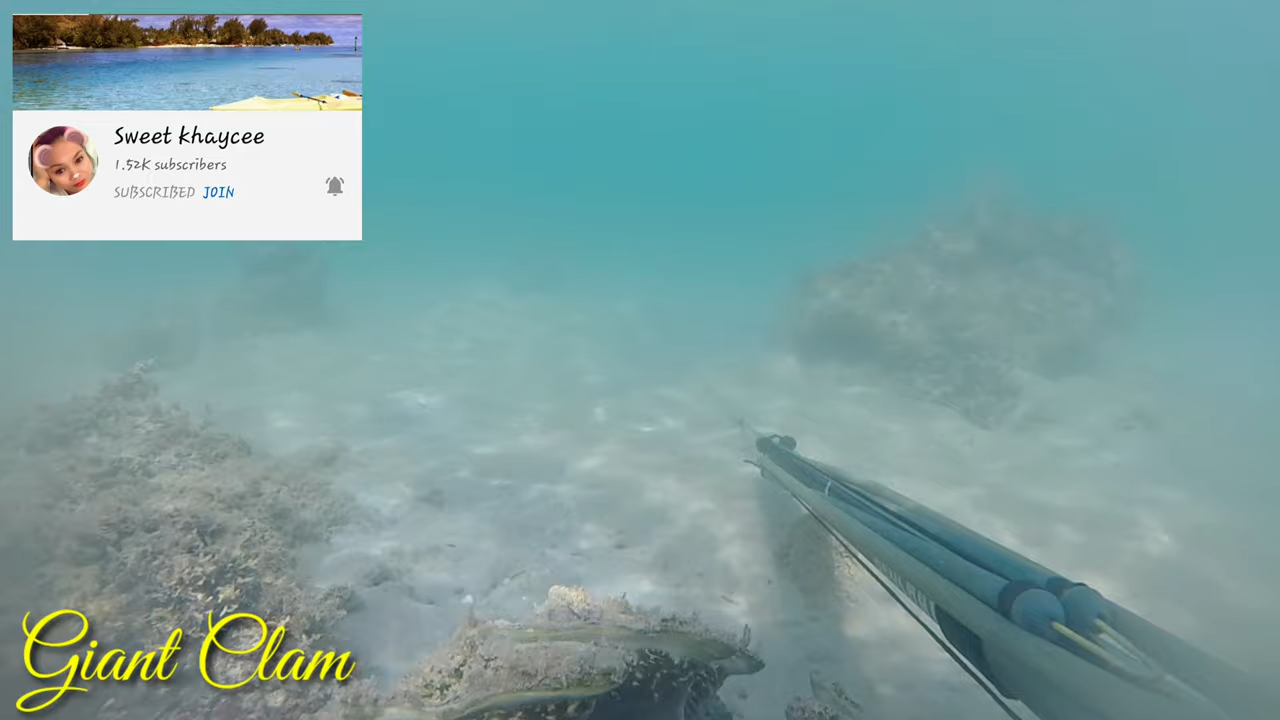 Sweet khaycee
1.52K subscribers
SUBSCRIBED JOIN
Giant Clam